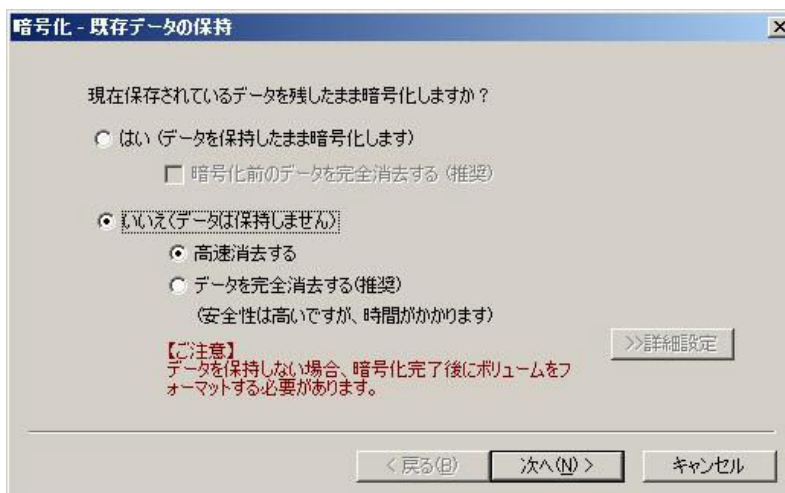 暗号化 - 既存データの保持
現在保存されているデータを残したまま暗号化しますか？
はい (データを保持したまま暗号化します)
暗号化前のデータを完全消去する (推奨)
いいえ(データは保持しません)
高速消去する
データを完全消去する(推奨)
(安全性は高いですが、時間がかかります)
【ご注意】
データを保持しない場合、暗号化完了後にボリュームをフ
ォーマットする必要があります。
>>詳細設定
< 戻る(B)
次へ(N) >
キャンセル